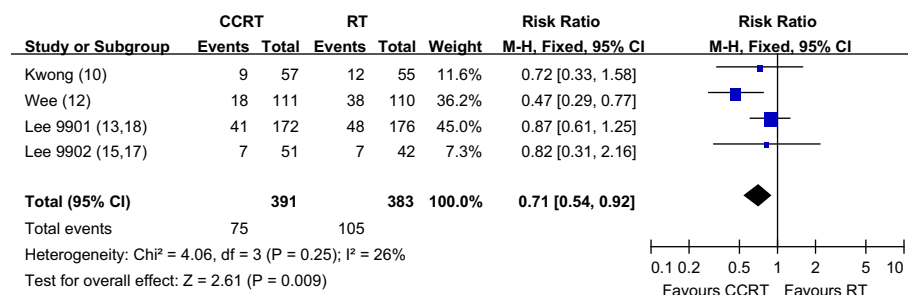 CCRT RT Risk Ratio Risk Ratio
Study or Subgroup Events Total Events Total Weight M-H, Fixed, 95% CI M-H, Fixed, 95% CI
Kwong (10) 9 57 12 55 11.6% 0.72 [0.33, 1.58]
Wee (12) 18 111 38 110 36.2% 0.47 [0.29, 0.77]
Lee 9901 (13,18) 41 172 48 176 45.0% 0.87 [0.61, 1.25]
Lee 9902 (15,17) 7 51 7 42 7.3% 0.82 [0.31, 2.16]
Total (95% CI) 391 383 100.0% 0.71 [0.54, 0.92]
Total events 75 105
Heterogeneity: Chi² = 4.06, df = 3 (P = 0.25); I² = 26%
Test for overall effect: Z = 2.61 (P = 0.009)
0.1 0.2 0.5 1 2 5 10
Favours CCRT Favours RT